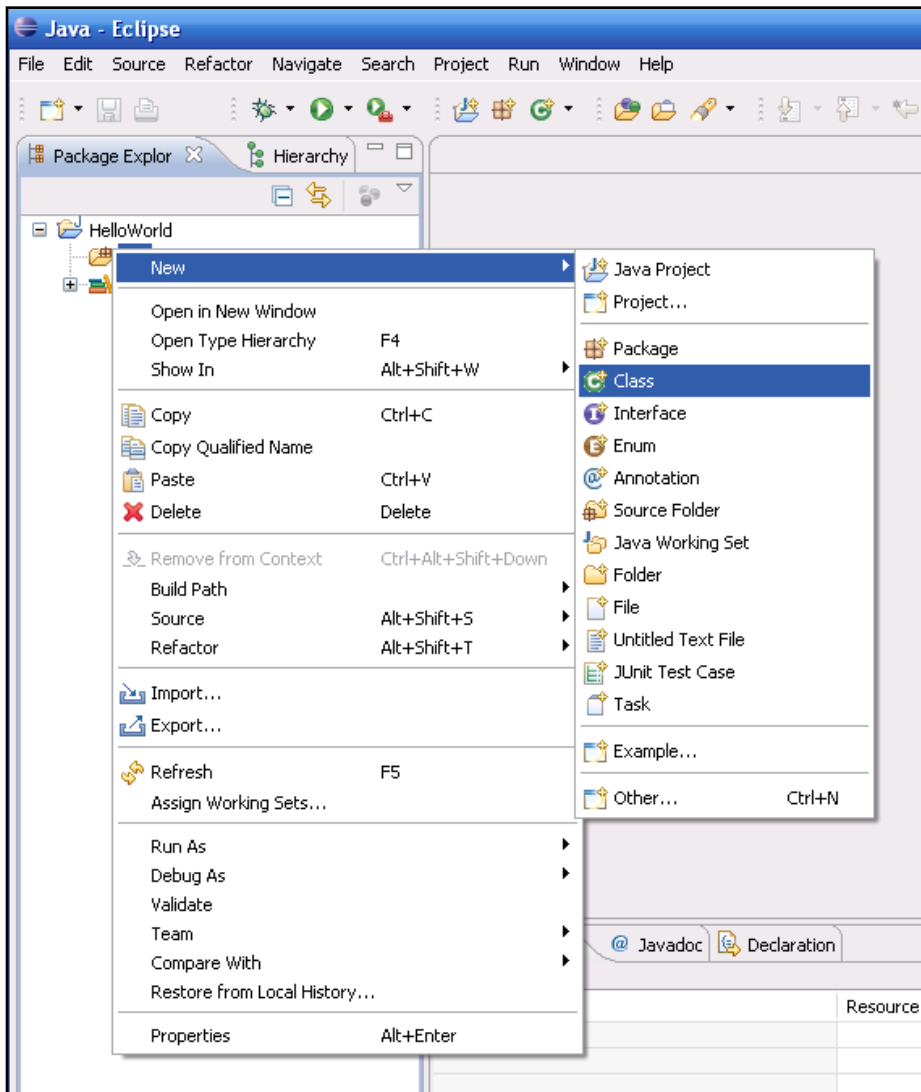 Java - Eclipse
File Edit Source Refactor Navigate Search Project Run Window Help
Package Explor Hierarchy
HelloWorld
New
Open in New Window
Open Type Hierarchy F4
Show In Alt+Shift+W
Copy Ctrl+C
Copy Qualified Name
Paste Ctrl+V
Delete Delete
Remove from Context Ctrl+Alt+Shift+Down
Build Path
Source Alt+Shift+S
Refactor Alt+Shift+T
Import...
Export...
Refresh F5
Assign Working Sets...
Run As
Debug As
Validate
Team
Compare With
Restore from Local History...
Properties Alt+Enter
Java Project
Project...
Package
Class
Interface
Enum
Annotation
Source Folder
Java Working Set
Folder
File
Untitled Text File
JUnit Test Case
Task
Example...
Other... Ctrl+N
@ Javadoc Declaration
Resource